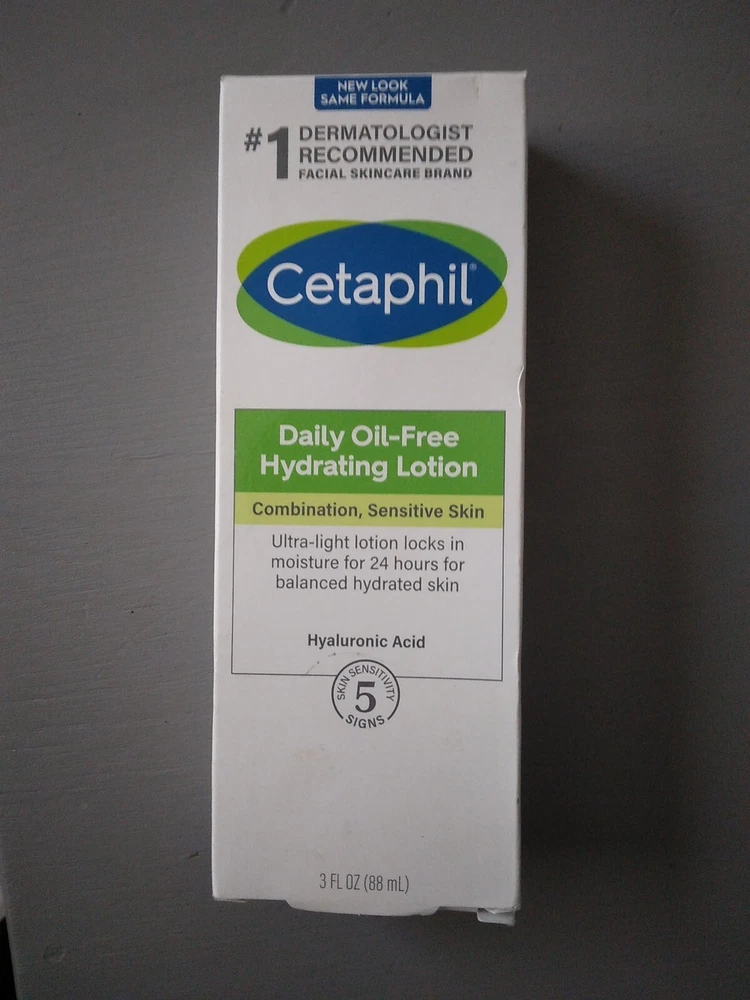 NEW LOOK
SAME FORMULA
#1 DERMATOLOGIST
RECOMMENDED
FACIAL SKINCARE BRAND
Cetaphil®
Daily Oil-Free
Hydrating Lotion
Combination, Sensitive Skin
Ultra-light lotion locks in
moisture for 24 hours for
balanced hydrated skin
Hyaluronic Acid
SKIN SENSITIVITY
5
SIGNS
3 FL OZ (88 mL)